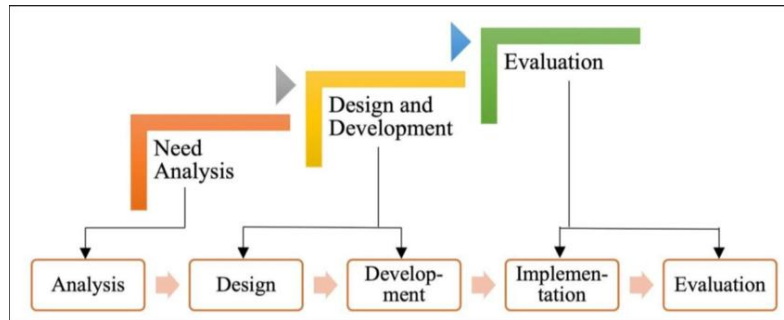 Evaluation
Design and
Development
Need
Analysis
Analysis
Design
Develop-
ment
Implemen-
tation
Evaluation